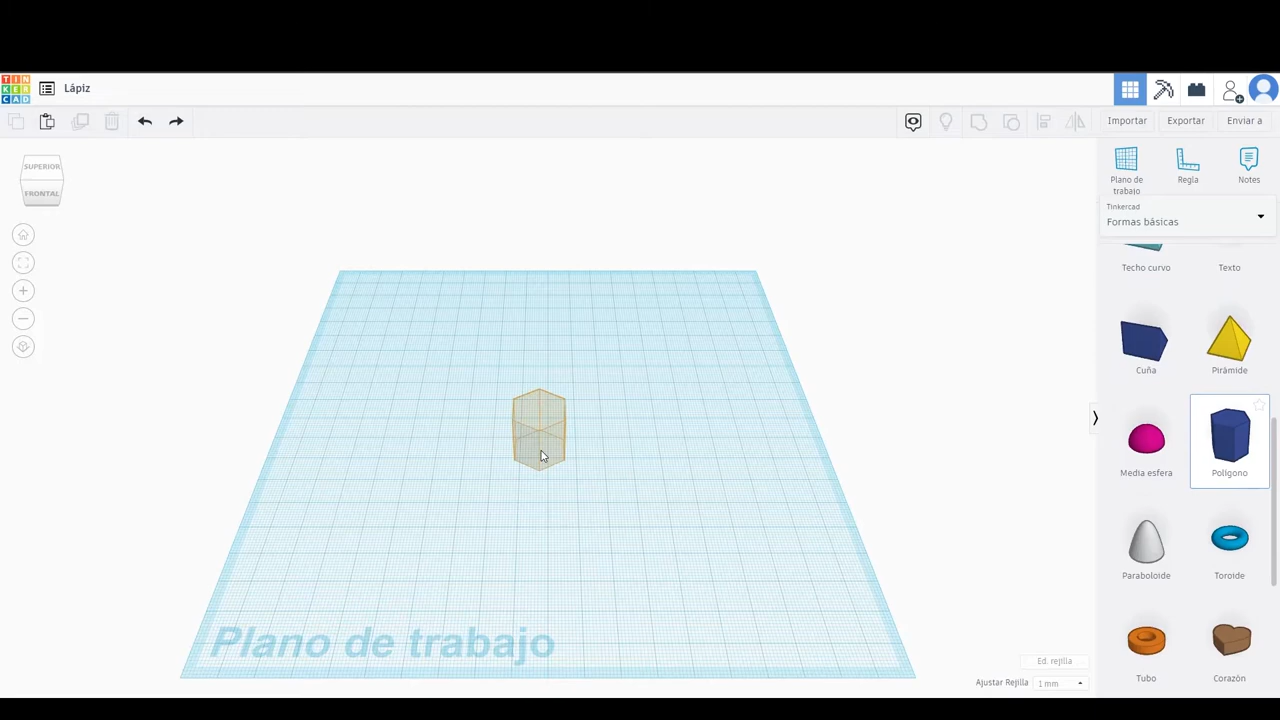 TIN
KER
CAD
Lápiz
Importar
Exportar
Enviar a
SUPERIOR
FRONTAL
Plano de
trabajo
Regla
Notes
Tinkercad
Formas básicas
Techo curvo
Texto
Cuña
Pirámide
Media esfera
Polígono
Paraboloide
Toroide
Tubo
Corazón
Plano de trabajo
Ed. rejilla
Ajustar Rejilla
1 mm